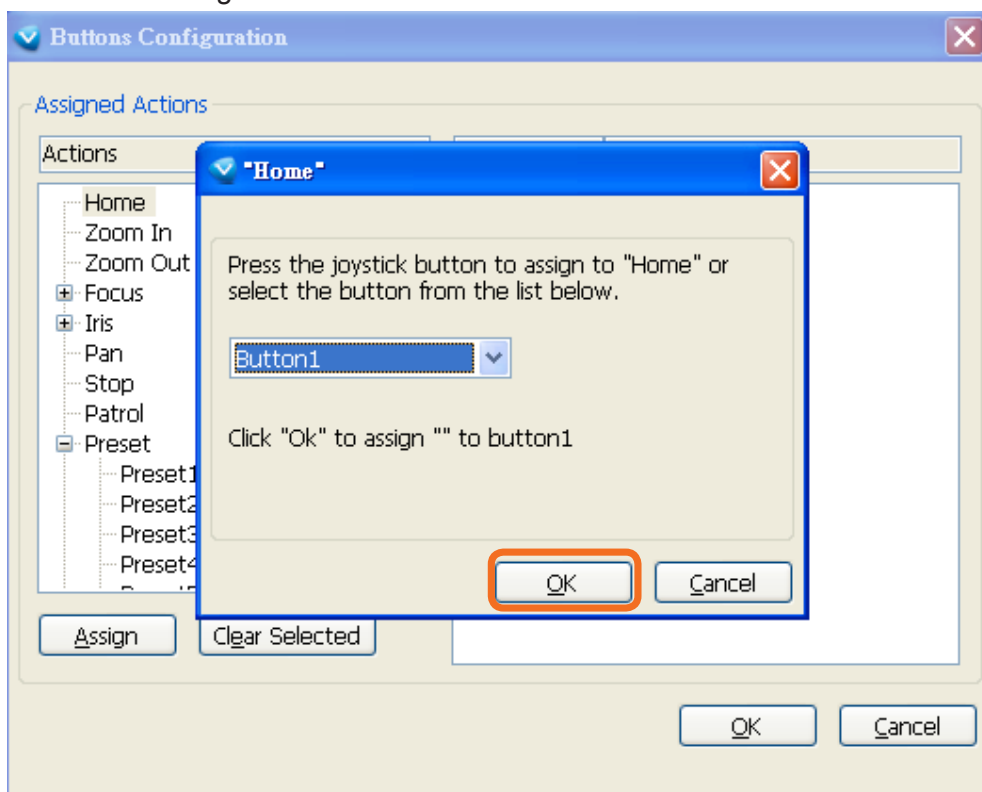 Buttons Configuration
Assigned Actions
Actions
Home
Zoom In
Zoom Out
Focus
Iris
Pan
Stop
Patrol
Preset
Preset1
Preset2
Preset3
Preset4
"Home"
Press the joystick button to assign to "Home" or
select the button from the list below.
Button1
Click "Ok" to assign "" to button1
OK
Cancel
Assign
Clear Selected
OK
Cancel